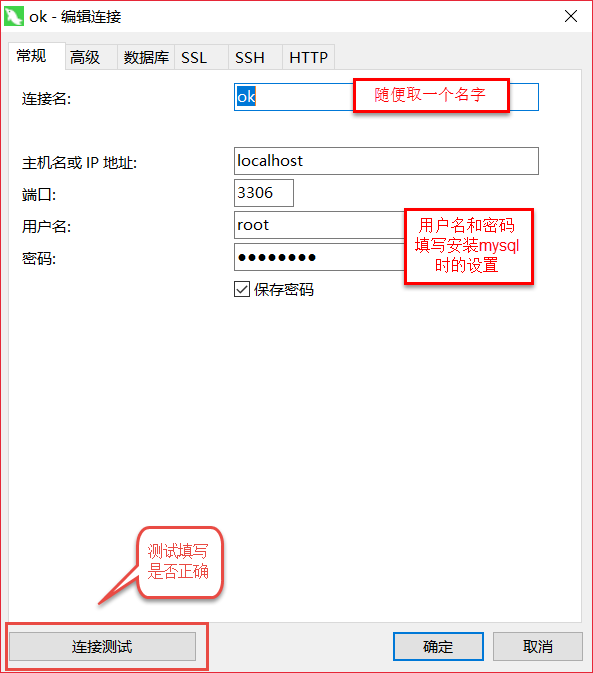 ok - 编辑连接
常规 高级 数据库 SSL SSH HTTP
连接名: ok
随便取一个名字
主机名或 IP 地址: localhost
端口: 3306
用户名: root
密码: ●●●●●●●●
用户名和密码
填写安装mysql
时的设置
保存密码
测试填写
是否正确
连接测试 确定 取消